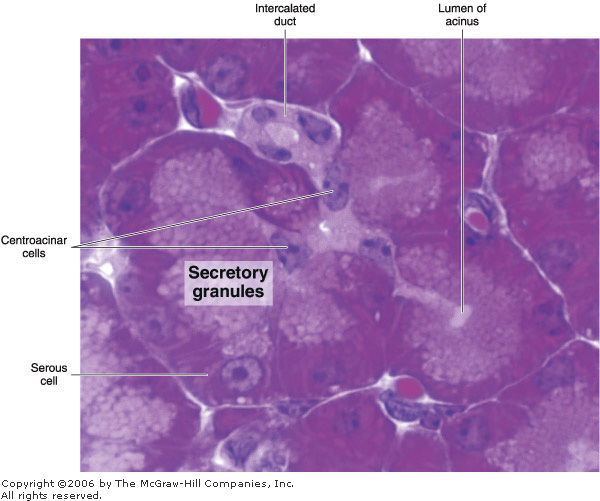 Intercalated
duct
Lumen of
acinus
Centroacinar
cells
Secretory
granules
Serous
cell
Copyright ©2006 by The McGraw-Hill Companies, Inc.
All rights reserved.